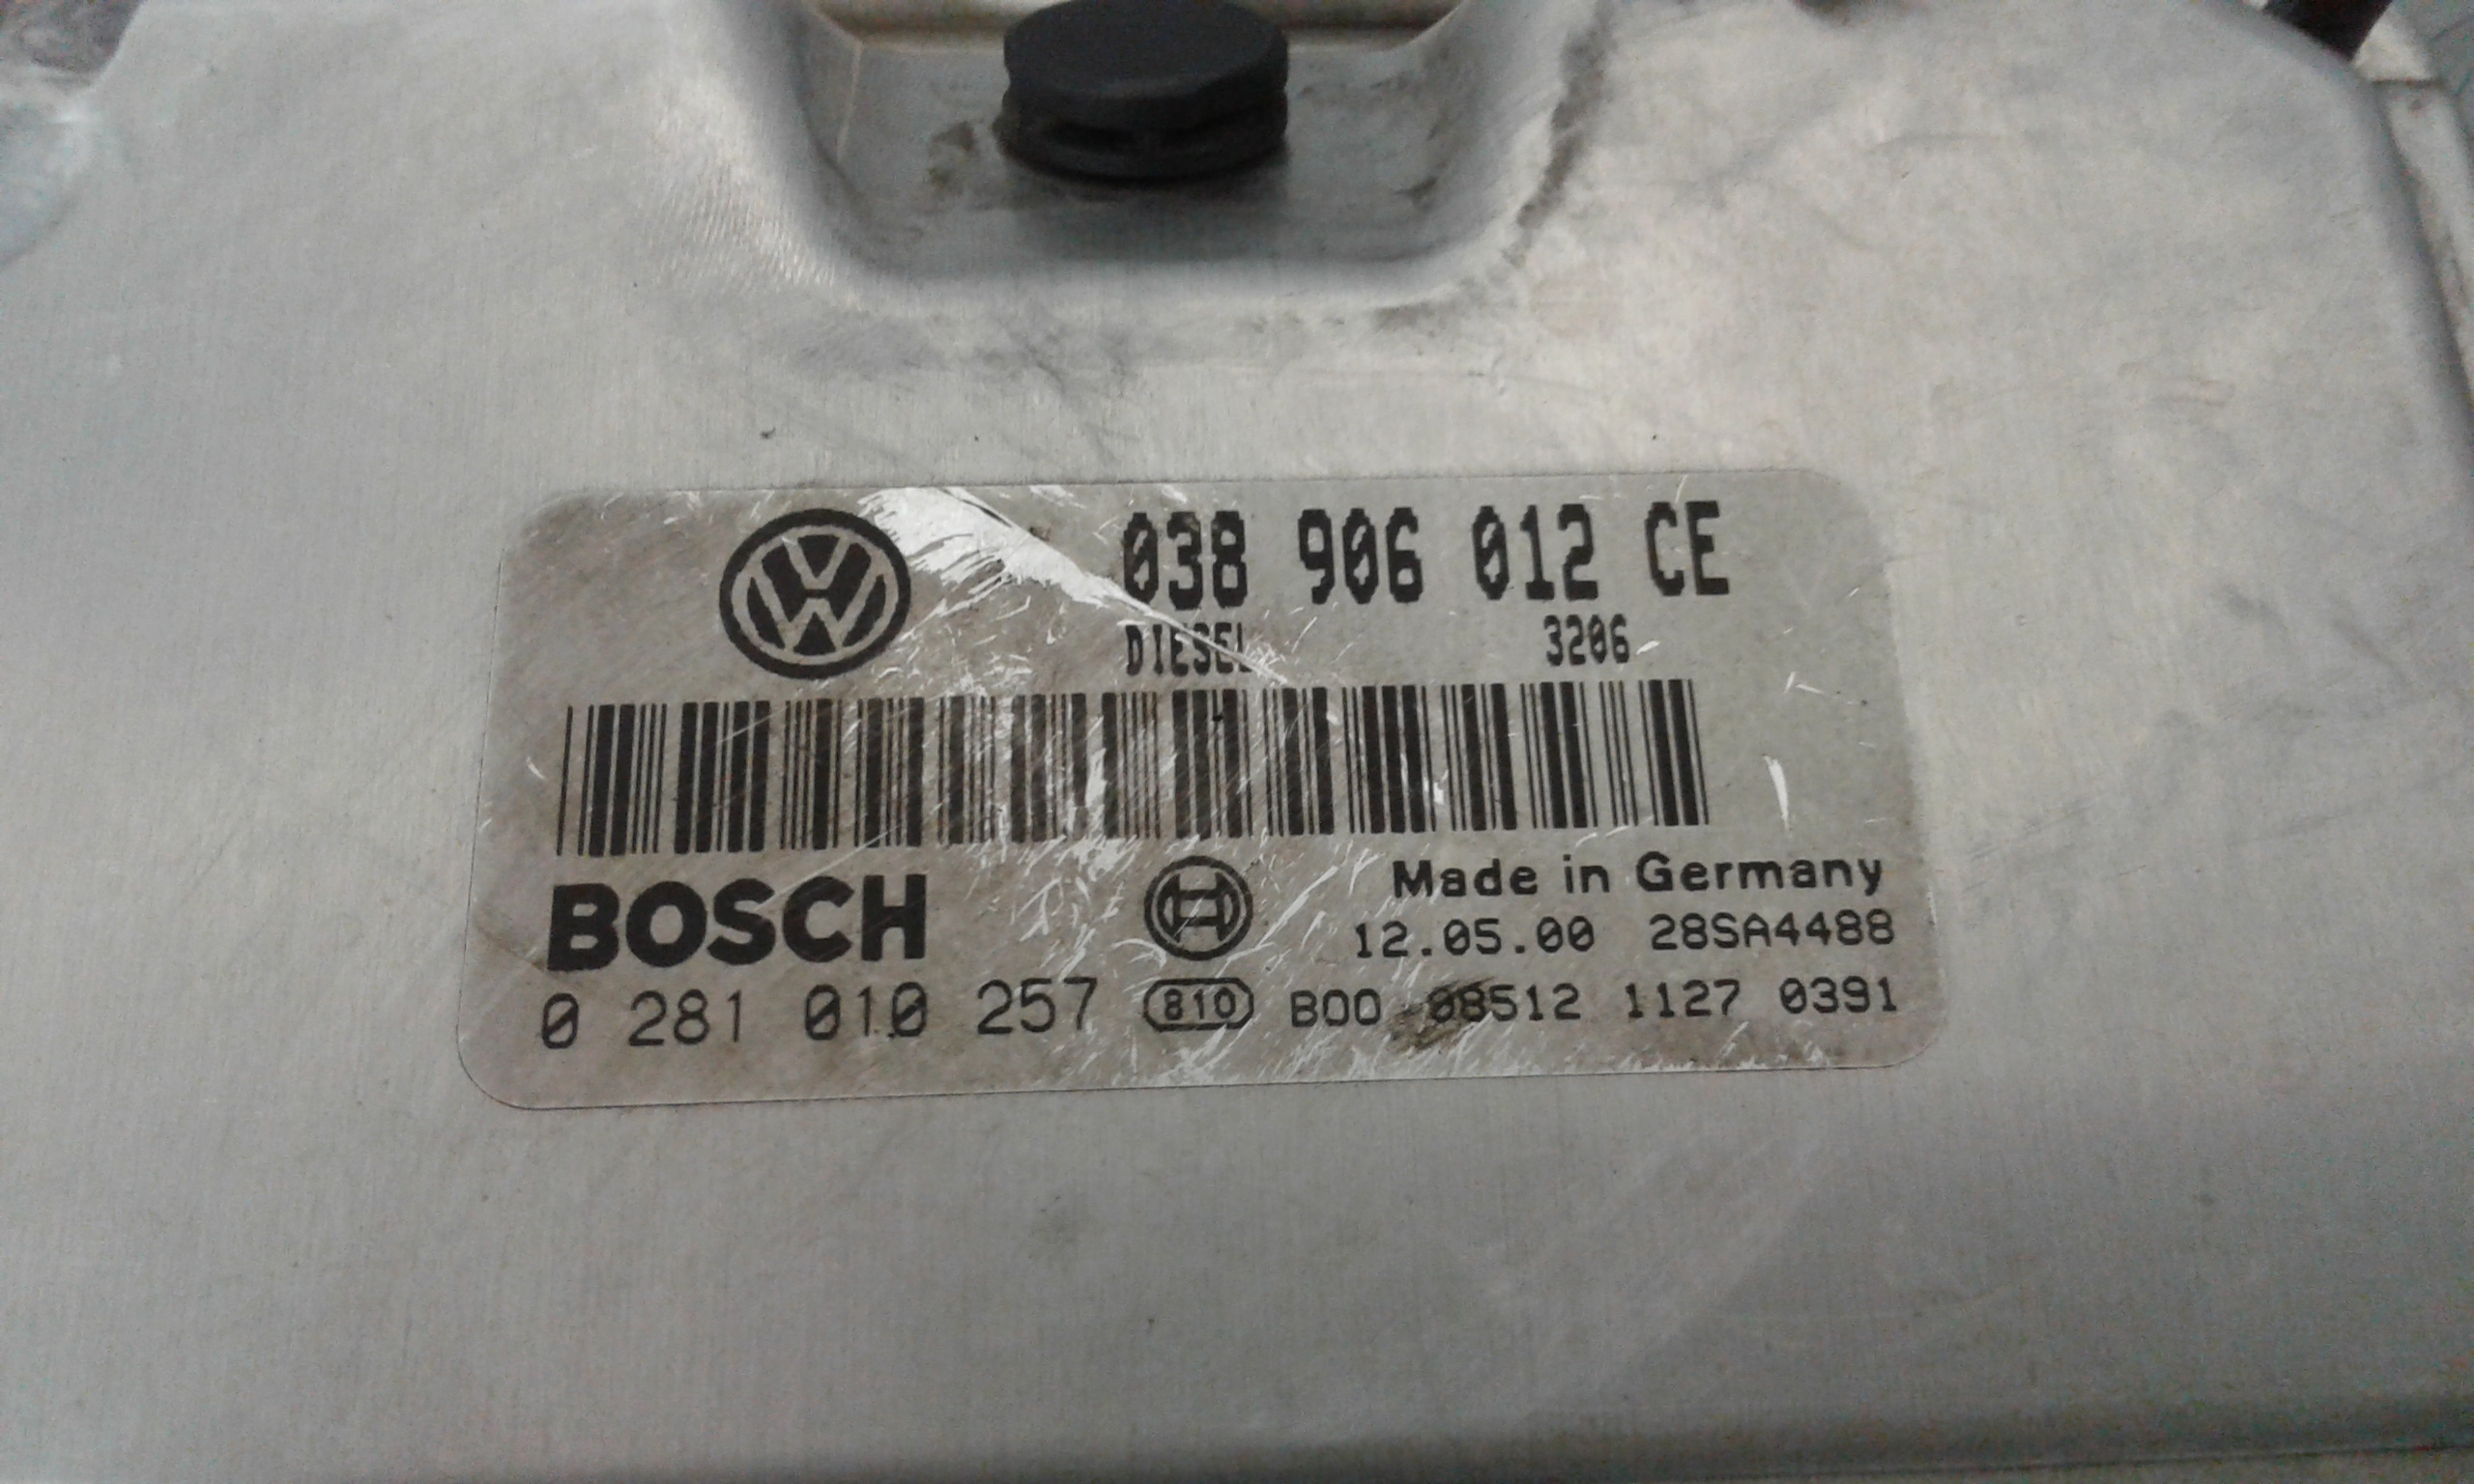 038 906 012 CE
DIESEL 3206
BOSCH
Made in Germany
12.05.00 28SA4488
0 281 010 257 810 B00 08512 1127 0391